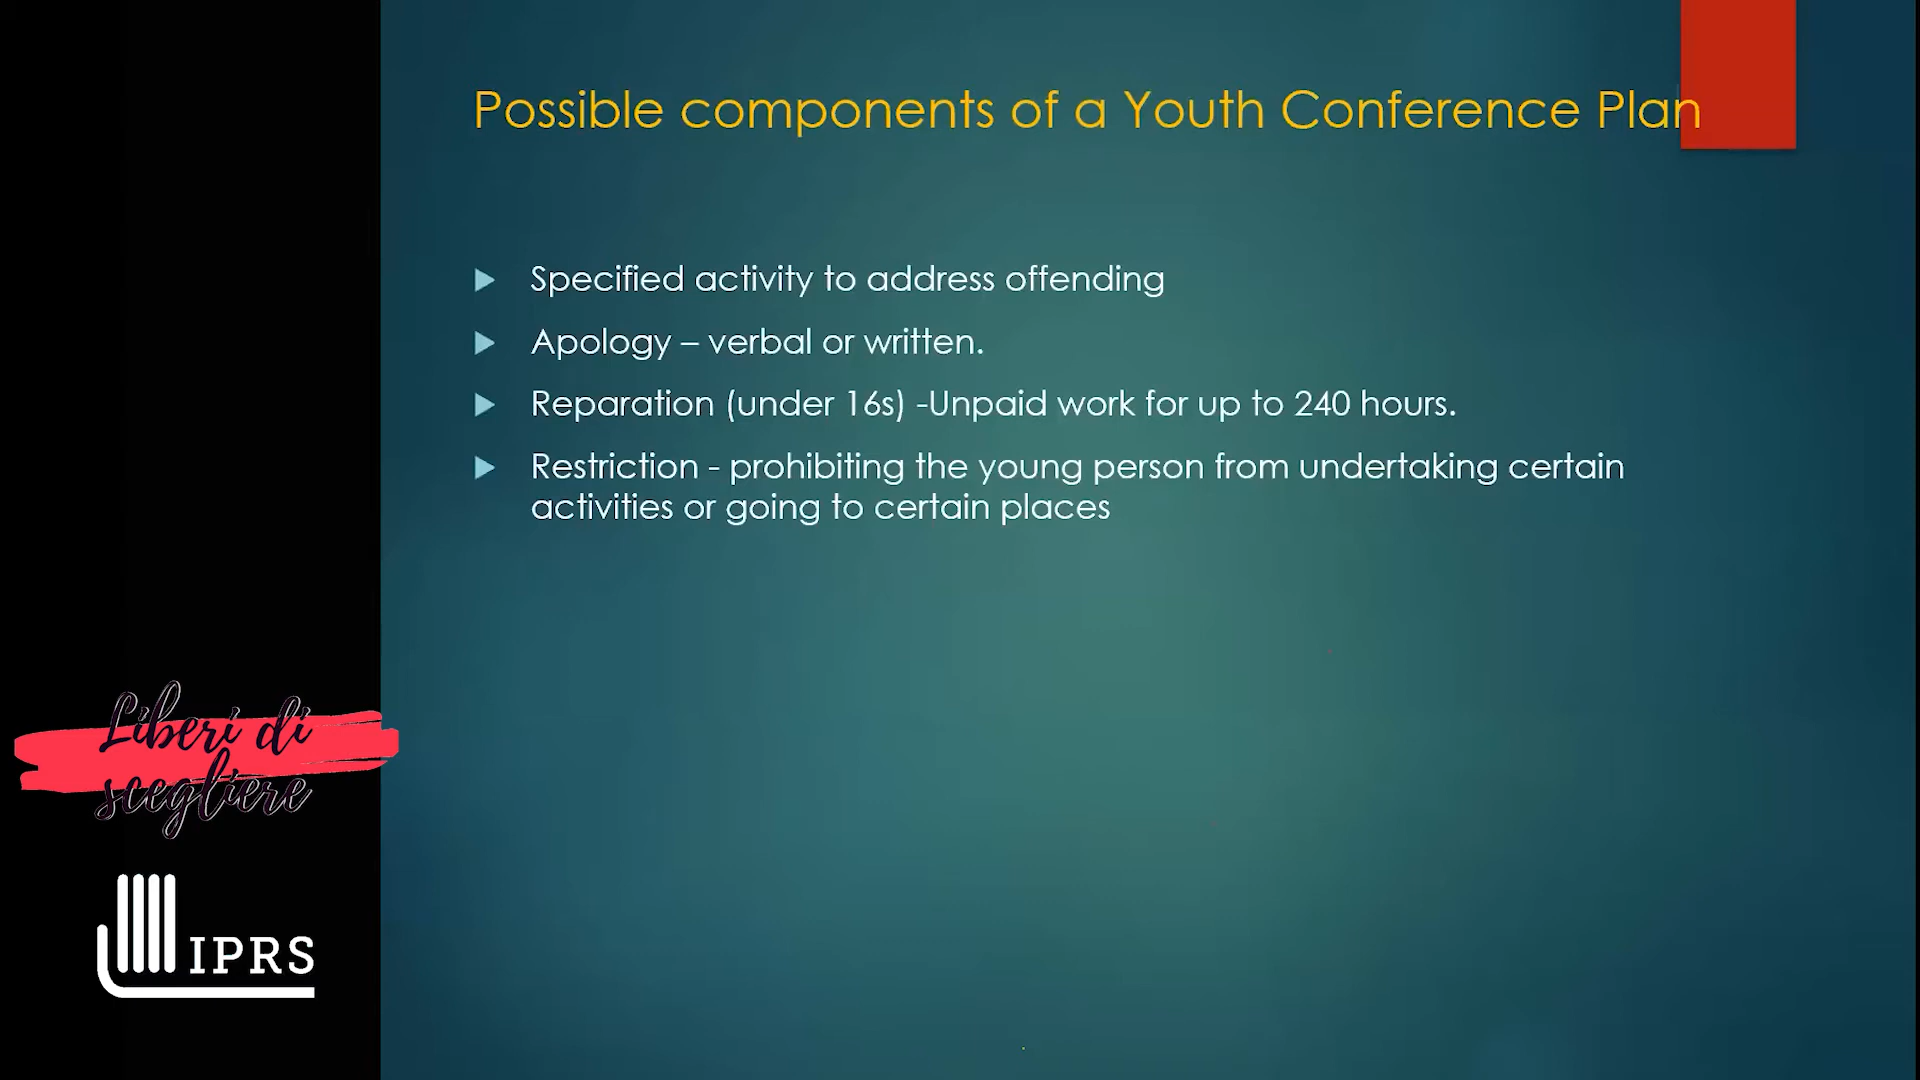 Possible components of a Youth Conference Plan
Specified activity to address offending
Apology – verbal or written.
Reparation (under 16s) -Unpaid work for up to 240 hours.
Restriction - prohibiting the young person from undertaking certain
activities or going to certain places
Liberi di
scegliere
IPRS